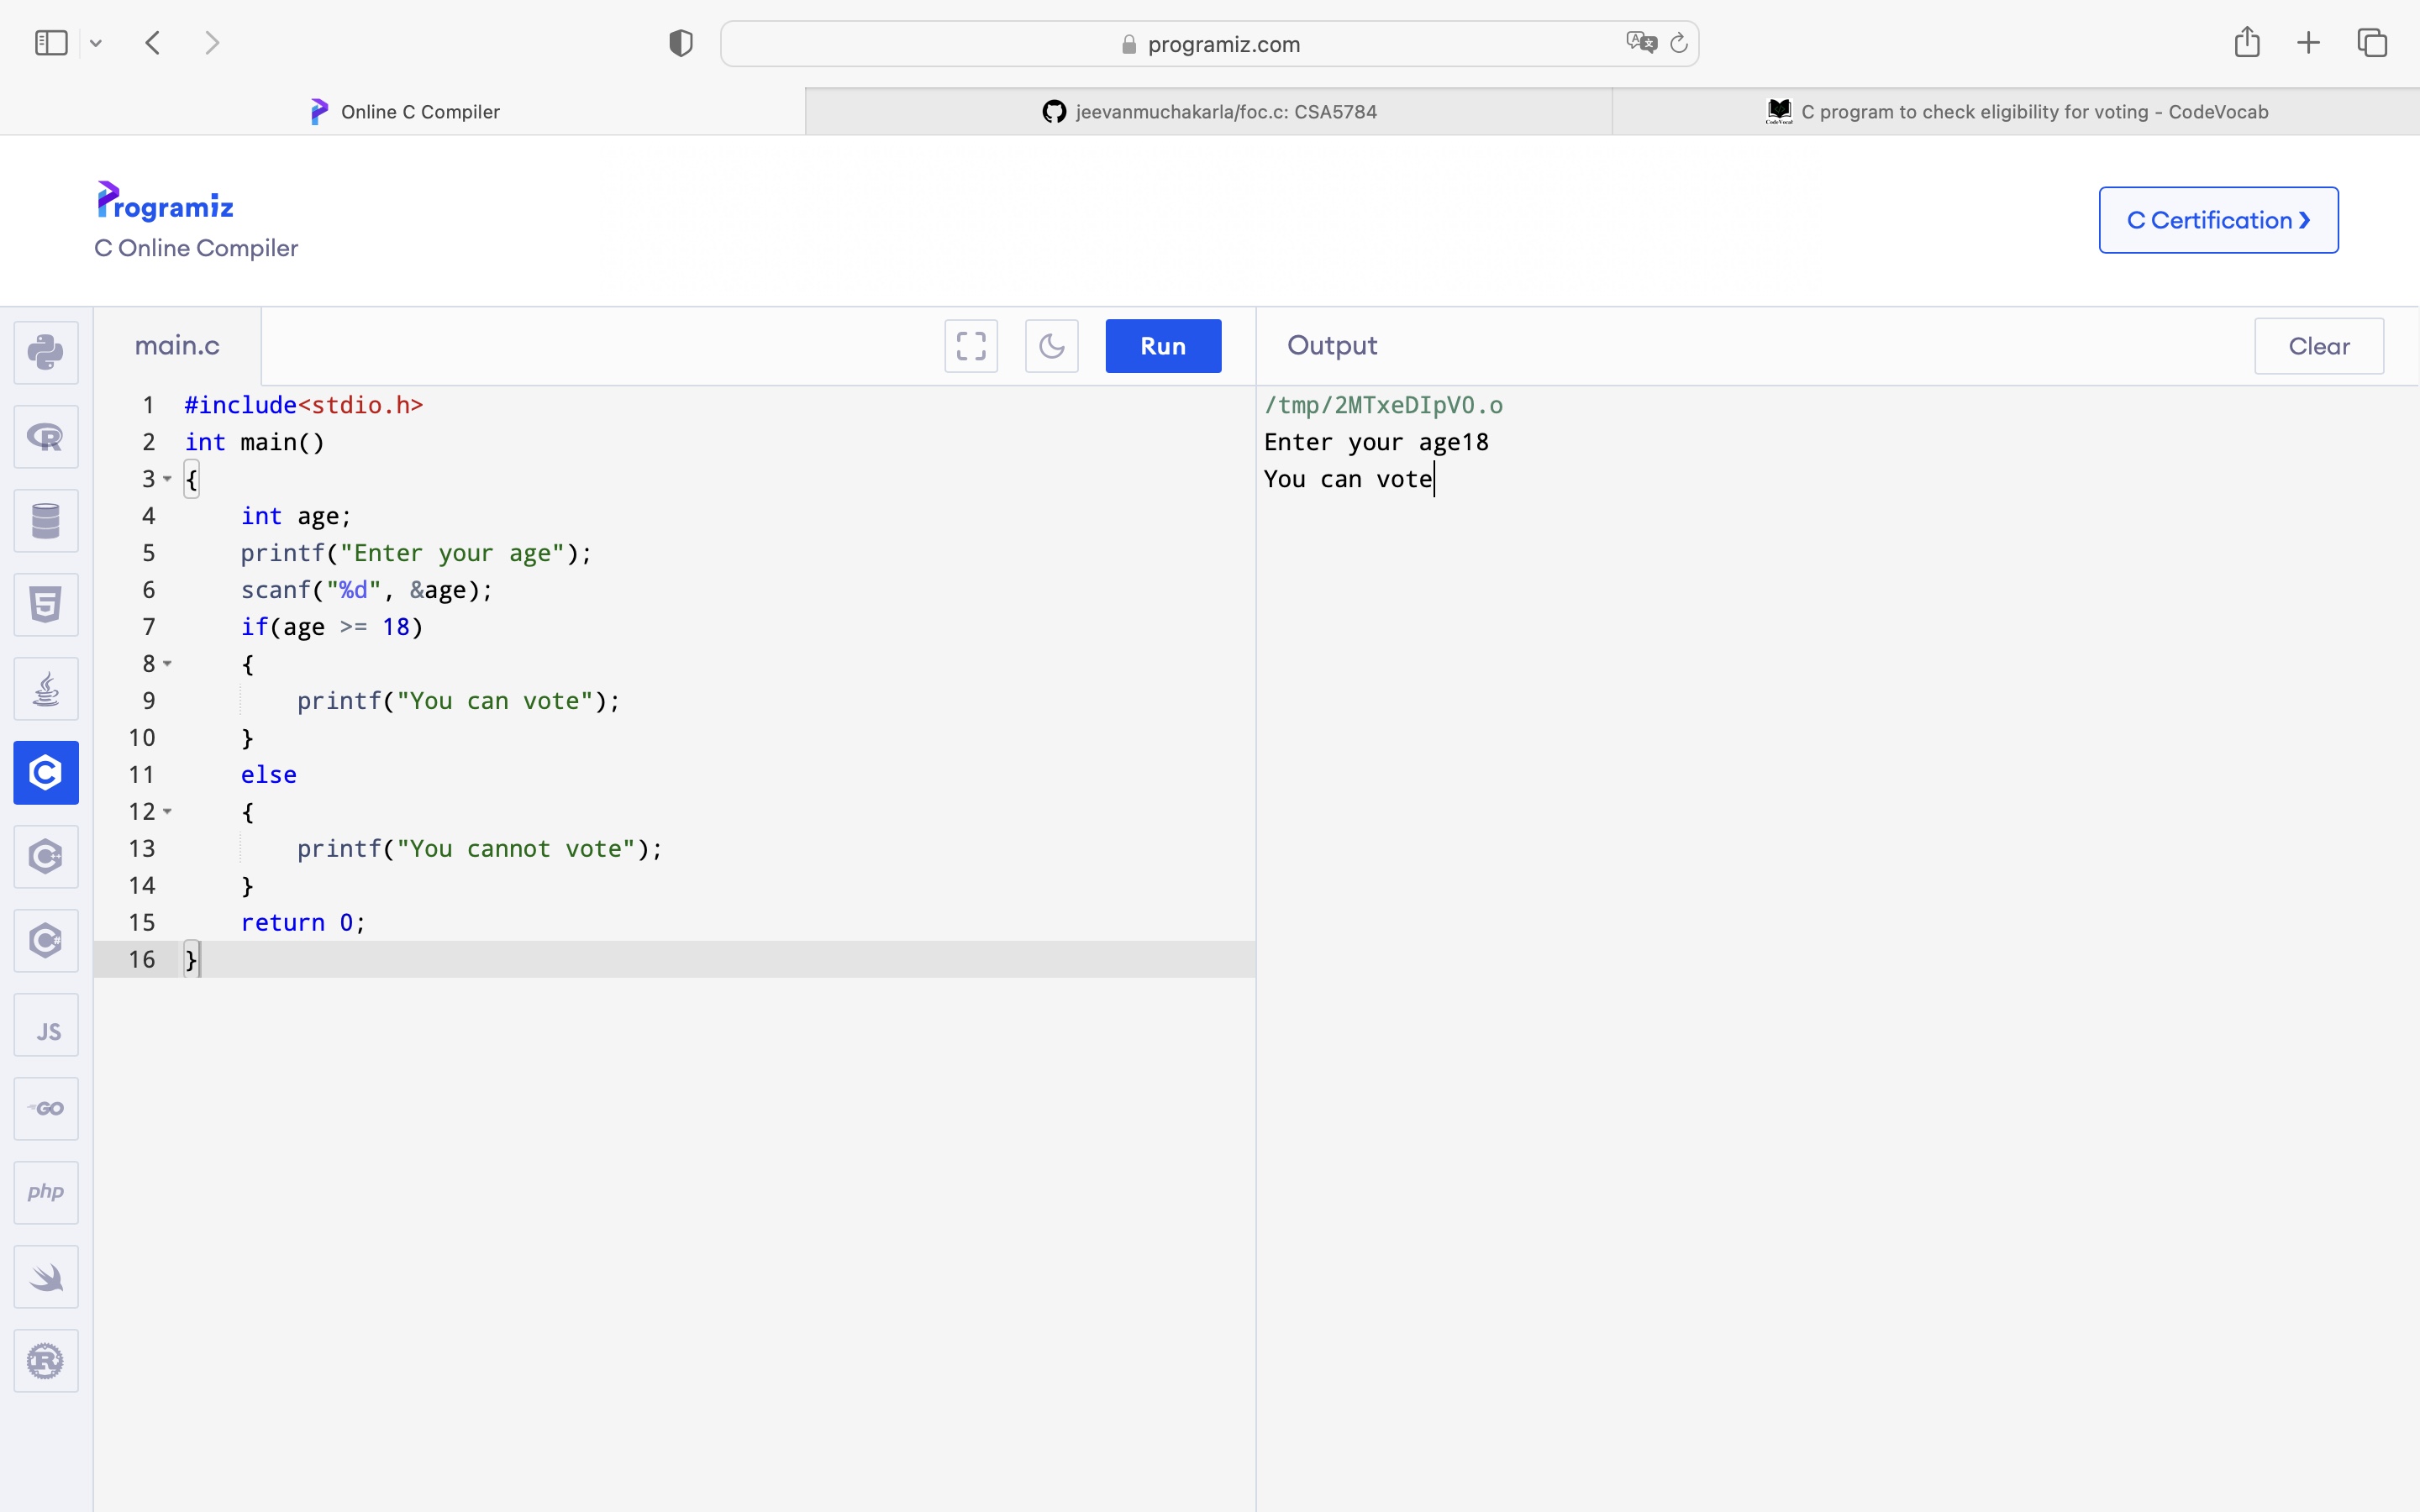 programiz.com
Online C Compiler
jeevanmuchakarla/foc.c: CSA5784
C program to check eligibility for voting - CodeVocab
Programiz
C Online Compiler
C Certification ❯
main.c
Run
Output
Clear
1 #include<stdio.h>
2 int main()
3 {
4     int age;
5     printf("Enter your age");
6     scanf("%d", &age);
7     if(age >= 18)
8     {
9         printf("You can vote");
10     }
11     else
12     {
13         printf("You cannot vote");
14     }
15     return 0;
16 }
/tmp/2MTxeDIpV0.o
Enter your age18
You can vote
JS
GO
php